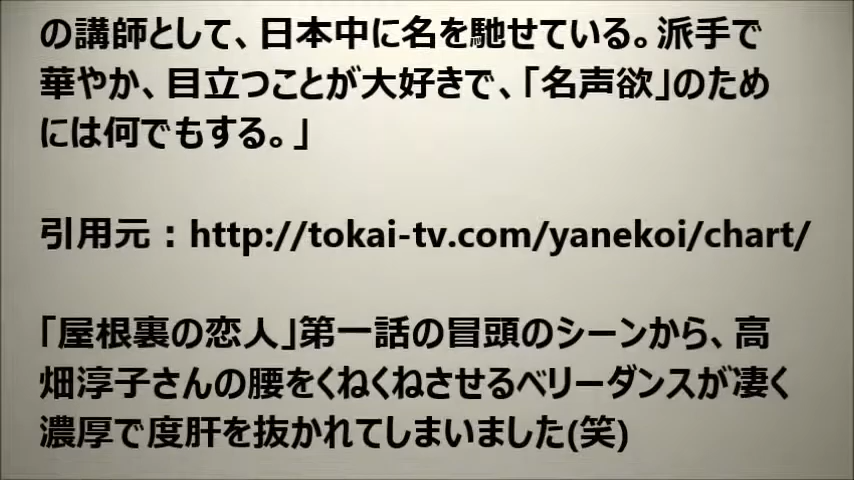 の講師として、日本中に名を馳せている。派手で
華やか、目立つことが大好きで、「名声欲」のため
には何でもする。」
引用元：http://tokai-tv.com/yanekoi/chart/
「屋根裏の恋人」第一話の冒頭のシーンから、高
畑淳子さんの腰をくねくねさせるベリーダンスが凄く
濃厚で度肝を抜かれてしまいました(笑)